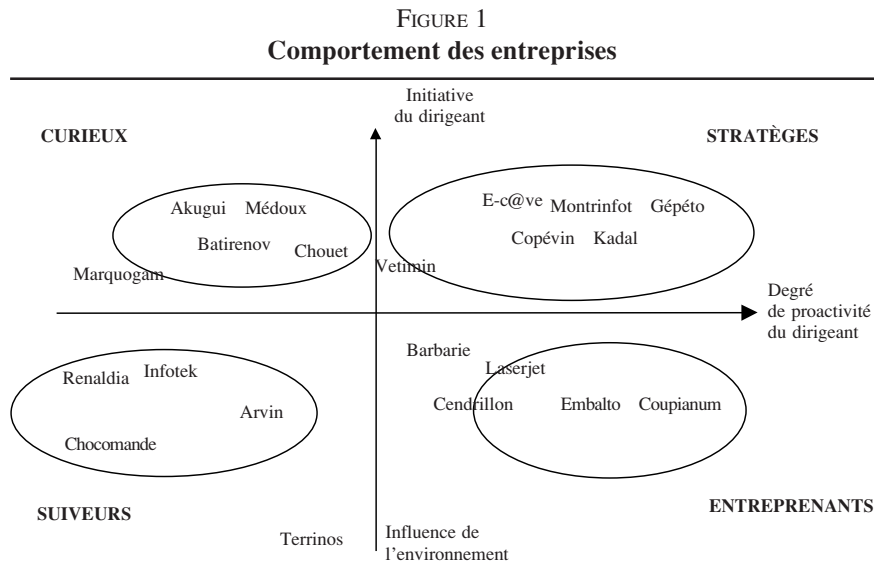 FIGURE 1
Comportement des entreprises
Initiative
du dirigeant
CURIEUX
STRATÈGES
Akugui Médoux
Batirenov
Chouet
Marquogam
E-c@ve Montrinfot Gépéto
Copévin Kadal
Vetimin
Degré
de proactivité
du dirigeant
Barbarie
Laserjet
Cendrillon Embalto Coupianum
Renaldia Infotek
Arvin
Chocomande
SUIVEURS
ENTREPRENANTS
Terrinos
Influence de
l'environnement